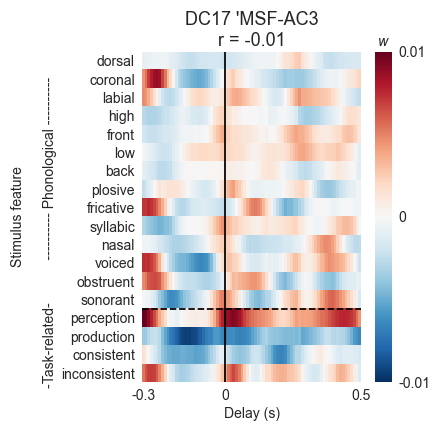 DC17 'MSF-AC3
r = -0.01
w
dorsal
coronal
labial
high
front
low
back
plosive
fricative
syllabic
nasal
voiced
obstruent
sonorant
perception
production
consistent
inconsistent
Stimulus feature
-Task-related- ----------- Phonological ----------
0.01
0
-0.01
-0.3 0 0.5
Delay (s)